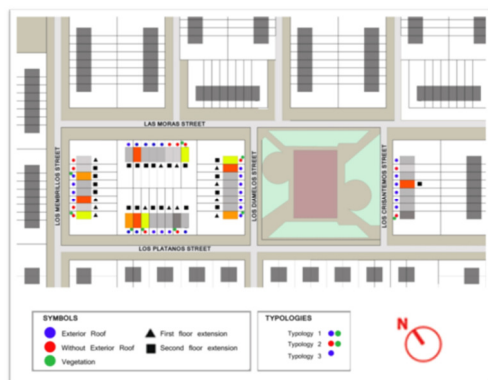 LAS MORAS STREET
LOS MEMBRILLOS STREET
LOS DIAMELOS STREET
LOS CRISANTEMOS STREET
LOS PLATANOS STREET
SYMBOLS
Exterior Roof
Without Exterior Roof
Vegetation
First floor extension
Second floor extension
TYPOLOGIES
Typology 1
Typology 2
Typology 3
N